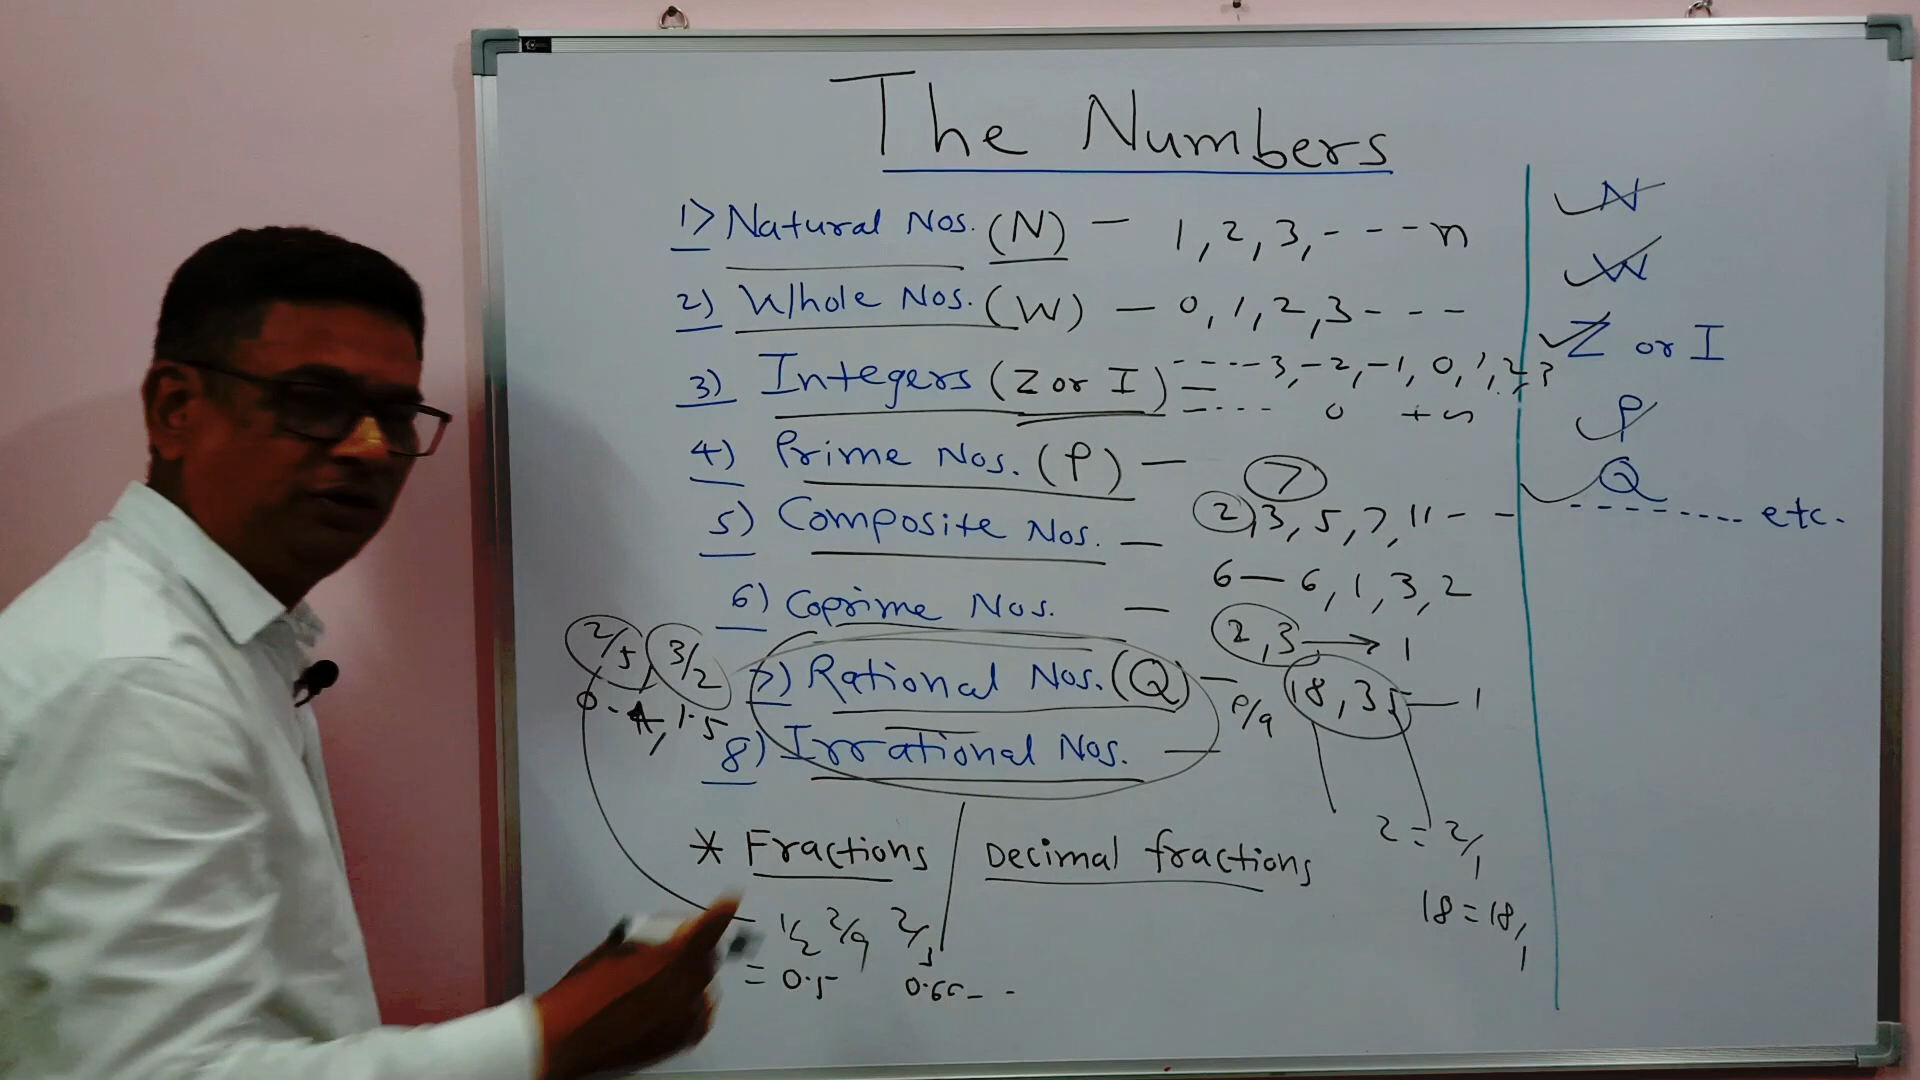 The Numbers
1) Natural Nos. (N) — 1, 2, 3, - - - - n
2) Whole Nos. (W) — 0, 1, 2, 3 - - -
3) Integers (Z or I) — - - - - -3, -2, -1, 0, 1, 2, 3
- - - - 0 + ∞
4) Prime Nos. (P) —
7
5) Composite Nos. — 2, 3, 5, 7, 11 - -
6 — 6, 1, 3, 2
6) Coprime Nos. — 2, 3 → 1
2/5 3/2
7) Rational Nos. (Q) — P/q 18, 35 — 1
0.4, 1.5
8) Irrational Nos. —
* Fractions / Decimal fractions
2 = 2/1
1/2 2/9 2/3
18 = 18/1
= 0.5 0.66 - -
N
W
Z or I
P
Q
- - - - - - - - etc.